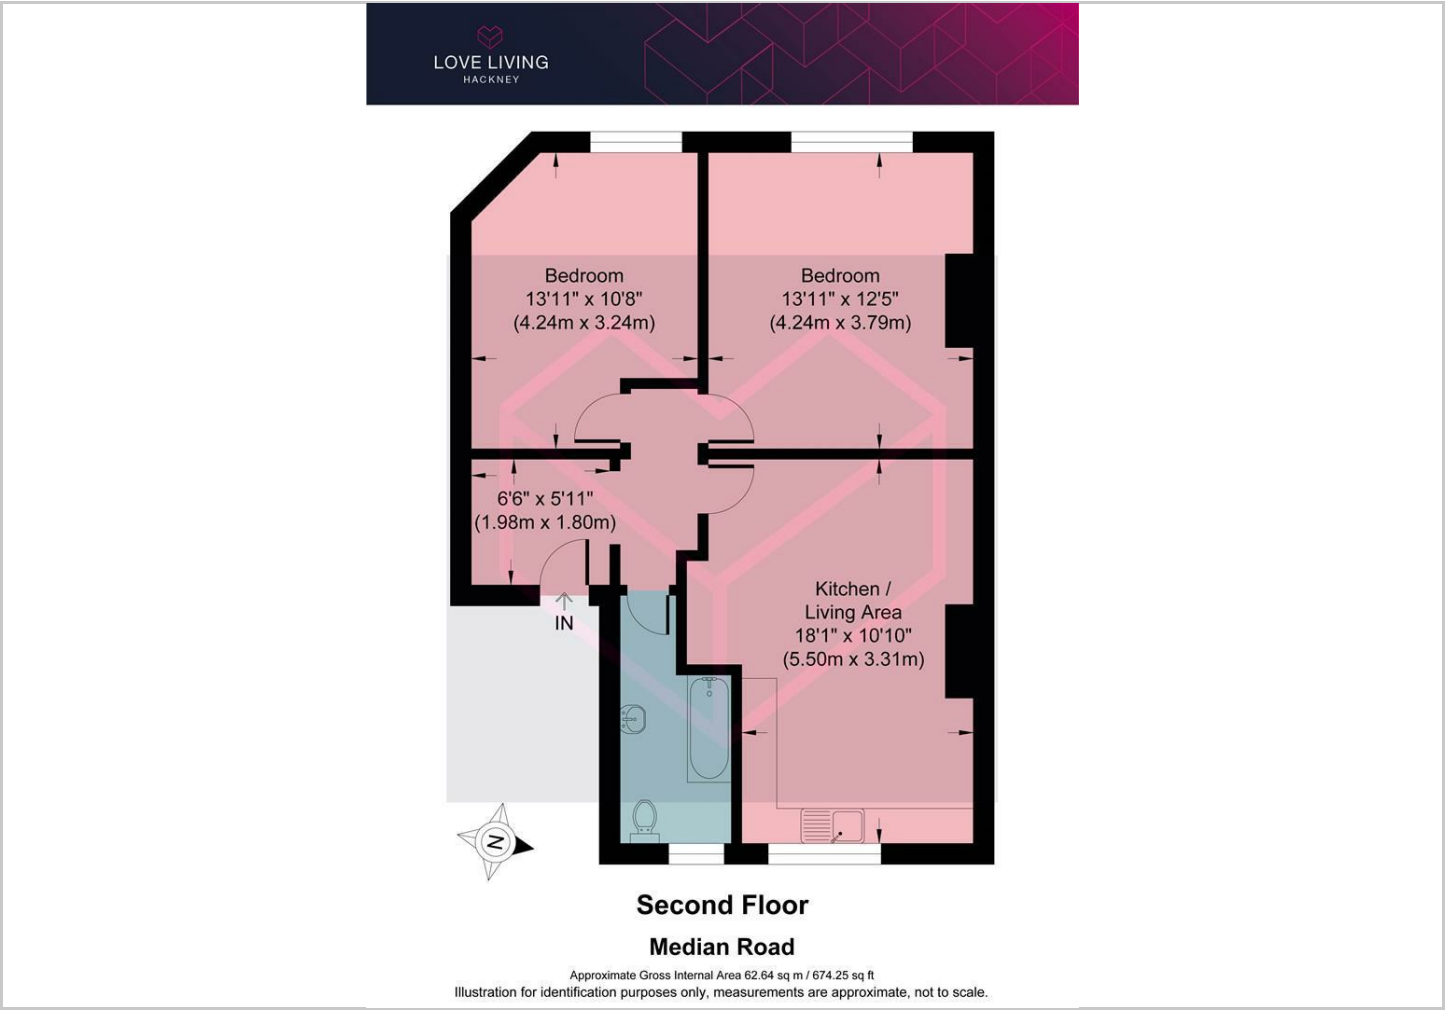 LOVE LIVING
HACKNEY
Bedroom
13'11" x 10'8"
(4.24m x 3.24m)
Bedroom
13'11" x 12'5"
(4.24m x 3.79m)
6'6" x 5'11"
(1.98m x 1.80m)
IN
Kitchen /
Living Area
18'1" x 10'10"
(5.50m x 3.31m)
N
Second Floor
Median Road
Approximate Gross Internal Area 62.64 sq m / 674.25 sq ft
Illustration for identification purposes only, measurements are approximate, not to scale.